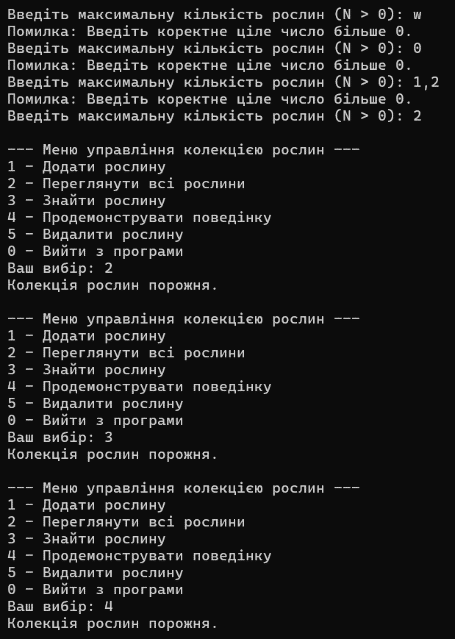 Введіть максимальну кількість рослин (N > 0): w
Помилка: Введіть коректне ціле число більше 0.
Введіть максимальну кількість рослин (N > 0): 0
Помилка: Введіть коректне ціле число більше 0.
Введіть максимальну кількість рослин (N > 0): 1,2
Помилка: Введіть коректне ціле число більше 0.
Введіть максимальну кількість рослин (N > 0): 2

--- Меню управління колекцією рослин ---
1 - Додати рослину
2 - Переглянути всі рослини
3 - Знайти рослину
4 - Продемонструвати поведінку
5 - Видалити рослину
0 - Вийти з програми
Ваш вибір: 2
Колекція рослин порожня.

--- Меню управління колекцією рослин ---
1 - Додати рослину
2 - Переглянути всі рослини
3 - Знайти рослину
4 - Продемонструвати поведінку
5 - Видалити рослину
0 - Вийти з програми
Ваш вибір: 3
Колекція рослин порожня.

--- Меню управління колекцією рослин ---
1 - Додати рослину
2 - Переглянути всі рослини
3 - Знайти рослину
4 - Продемонструвати поведінку
5 - Видалити рослину
0 - Вийти з програми
Ваш вибір: 4
Колекція рослин порожня.